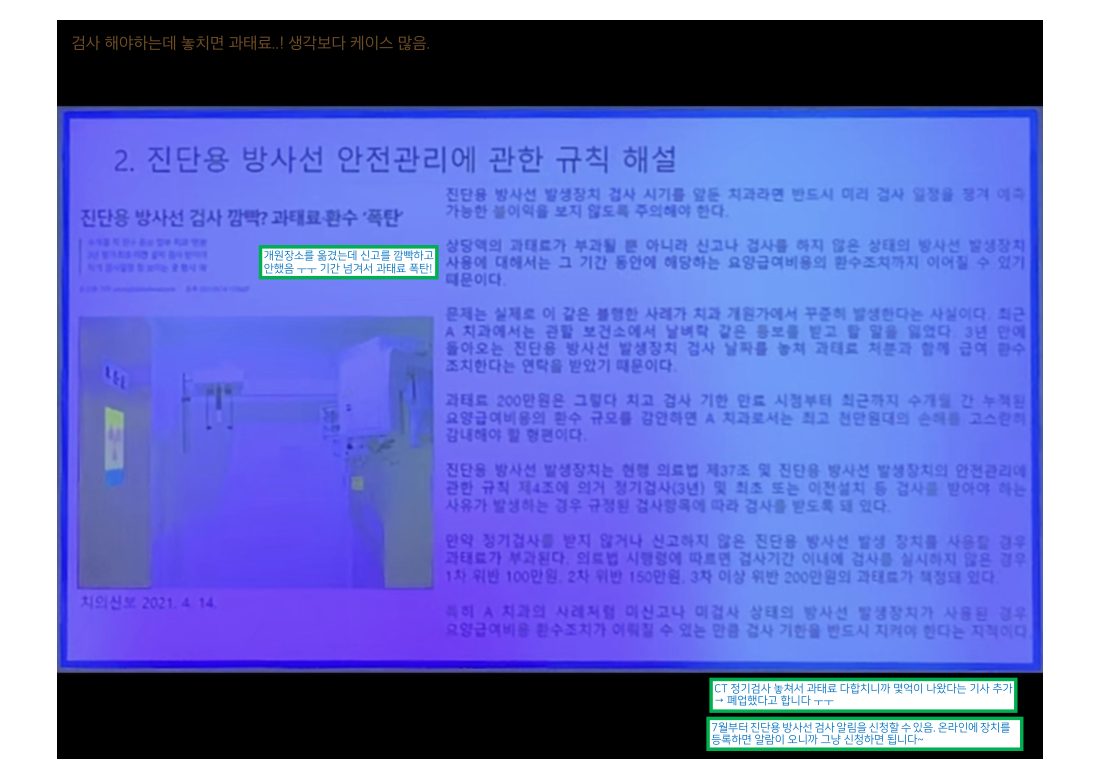 검사 해야하는데 놓치면 과태료..! 생각보다 케이스 많음.
2. 진단용 방사선 안전관리에 관한 규칙 해설
진단용 방사선 검사 깜빡? 과태료·환수 ‘폭탄’
개원장소를 옮겼는데 신고를 깜빡하고
안했음 ㅜㅜ 기간 넘겨서 과태료 폭탄!
치의신보 2021. 4. 14.
진단용 방사선 발생장치 검사 시기를 앞둔 치과라면 반드시 미리 검사 일정을 챙겨 예측
가능한 불이익을 보지 않도록 주의해야 한다.
상당액의 과태료가 부과될 뿐 아니라 신고나 검사를 하지 않은 상태의 방사선 발생장치
사용에 대해서는 그 기간 동안에 해당하는 요양급여비용의 환수조치까지 이어질 수 있기
때문이다.
문제는 실제로 이 같은 불행한 사례가 치과 개원가에서 꾸준히 발생한다는 사실이다. 최근
A 치과에서는 관할 보건소에서 날벼락 같은 통보를 받고 할 말을 잃었다. 3년 만에
돌아오는 진단용 방사선 발생장치 검사 날짜를 놓쳐 과태료 처분과 함께 급여 환수
조치한다는 연락을 받았기 때문이다.
과태료 200만원은 그렇다 치고 검사 기한 만료 시점부터 최근까지 수개월 간 누적된
요양급여비용의 환수 규모를 감안하면 A 치과로서는 최고 천만원대의 손해를 고스란히
감내해야 할 형편이다.
진단용 방사선 발생장치는 현행 의료법 제37조 및 진단용 방사선 발생장치의 안전관리에
관한 규칙 제4조에 의거 정기검사(3년) 및 최초 또는 이전설치 등 검사를 받아야 하는
사유가 발생하는 경우 규정된 검사항목에 따라 검사를 받도록 돼 있다.
만약 정기검사를 받지 않거나 신고하지 않은 진단용 방사선 발생 장치를 사용할 경우
과태료가 부과된다. 의료법 시행령에 따르면 검사기간 이내에 검사를 실시하지 않은 경우
1차 위반 100만원, 2차 위반 150만원, 3차 이상 위반 200만원의 과태료가 책정돼 있다.
특히 A 치과의 사례처럼 미신고나 미검사 상태의 방사선 발생장치가 사용된 경우
요양급여비용 환수조치가 이뤄질 수 있는 만큼 검사 기한을 반드시 지켜야 한다는 지적이다.
CT 정기검사 놓쳐서 과태료 다합치니까 몇억이 나왔다는 기사 추가
→ 폐업했다고 합니다 ㅜㅜ
7월부터 진단용 방사선 검사 알림을 신청할 수 있음. 온라인에 장치를
등록하면 알람이 오니까 그냥 신청하면 됩니다~